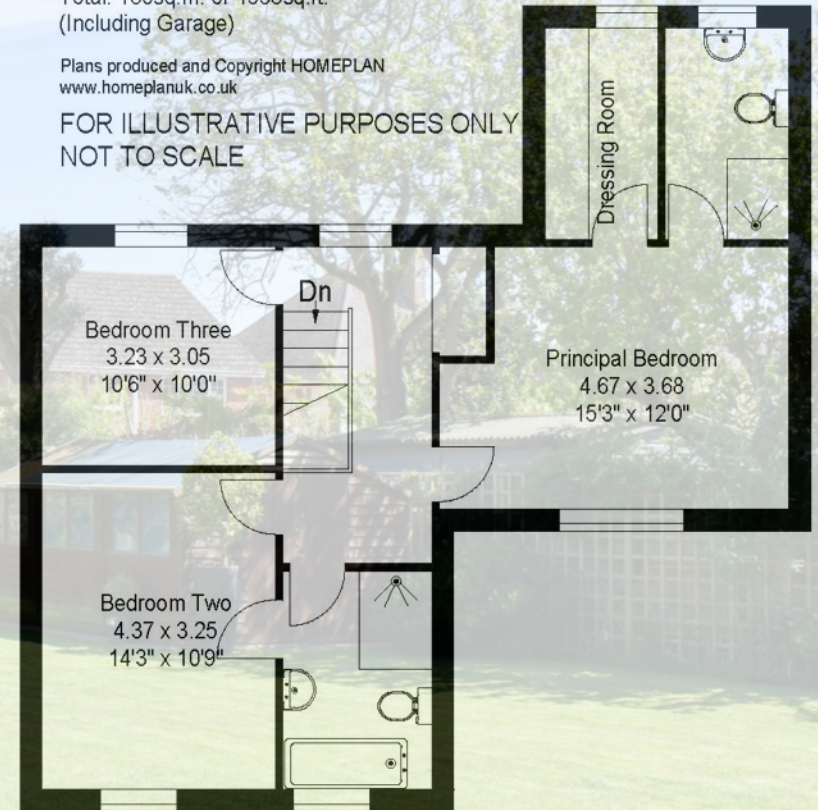 (Including Garage)
Plans produced and Copyright HOMEPLAN
www.homeplanuk.co.uk
FOR ILLUSTRATIVE PURPOSES ONLY
NOT TO SCALE
Dressing Room
Dn
Bedroom Three
3.23 x 3.05
10'6" x 10'0"
Principal Bedroom
4.67 x 3.68
15'3" x 12'0"
Bedroom Two
4.37 x 3.25
14'3" x 10'9"